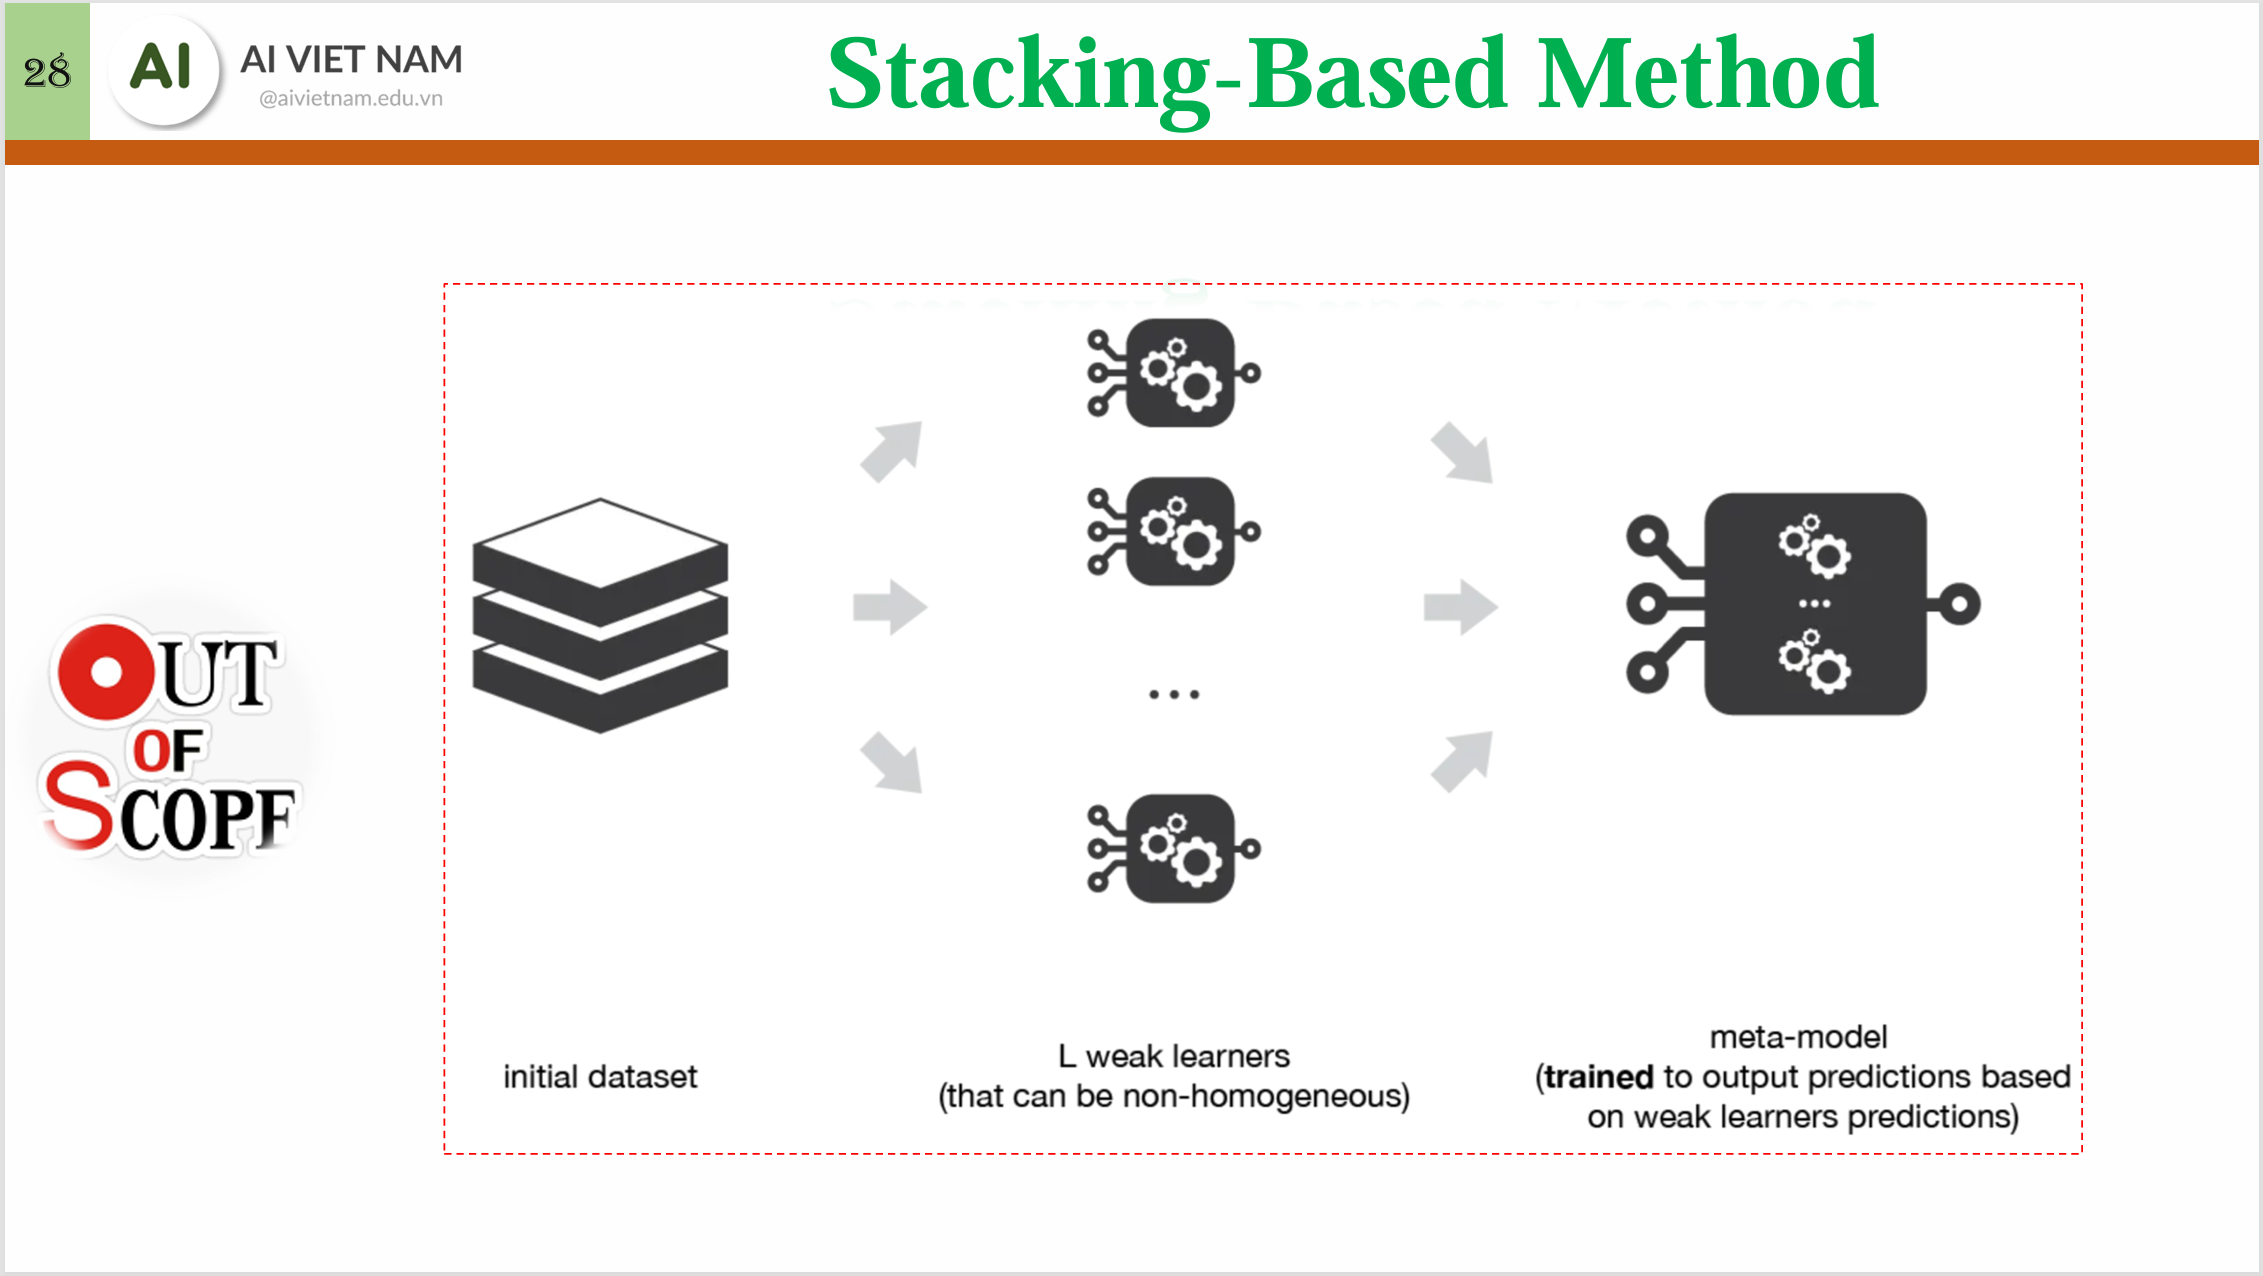 28
AI
AI VIET NAM
@aivietnam.edu.vn
Stacking-Based Method
OUT
OF
SCOPE
...
...
initial dataset
L weak learners
(that can be non-homogeneous)
meta-model
(trained to output predictions based
on weak learners predictions)